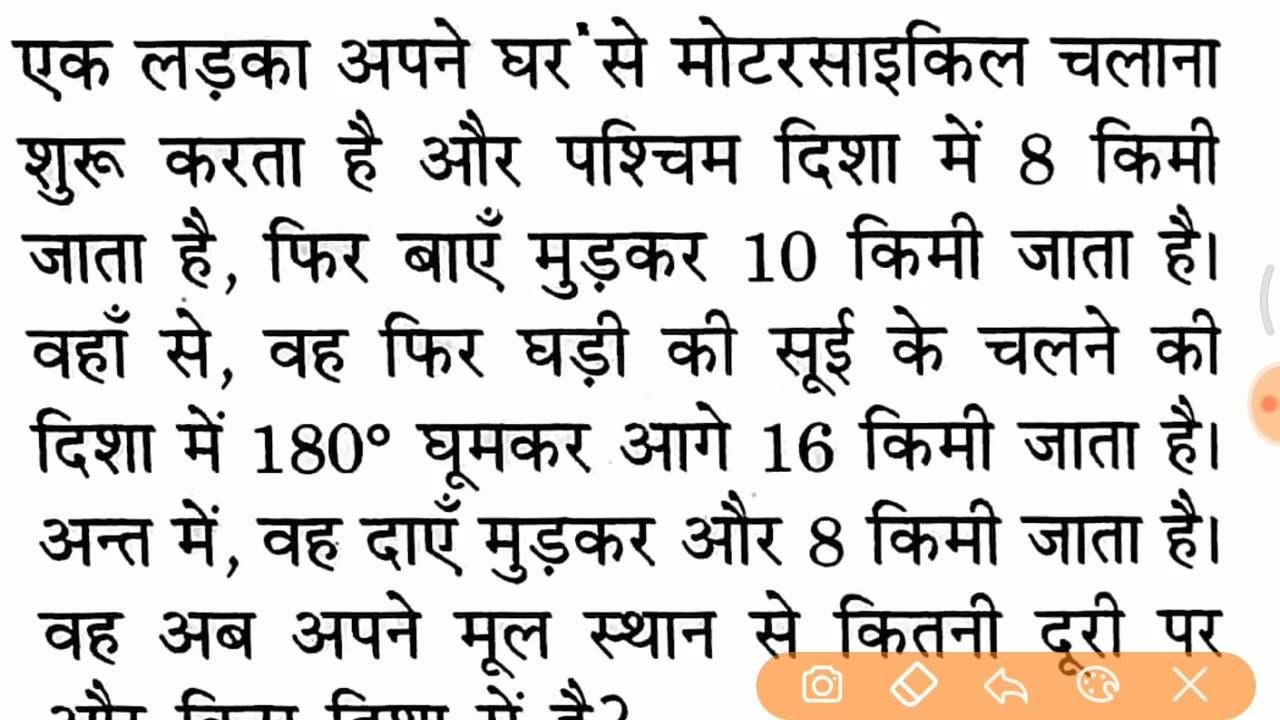 एक लड़का अपने घर से मोटरसाइकिल चलाना
शुरू करता है और पश्चिम दिशा में 8 किमी
जाता है, फिर बाएँ मुड़कर 10 किमी जाता है।
वहाँ से, वह फिर घड़ी की सूई के चलने की
दिशा में 180° घूमकर आगे 16 किमी जाता है।
अन्त में, वह दाएँ मुड़कर और 8 किमी जाता है।
वह अब अपने मूल स्थान से कितनी दूरी पर
और किस दिशा में है?